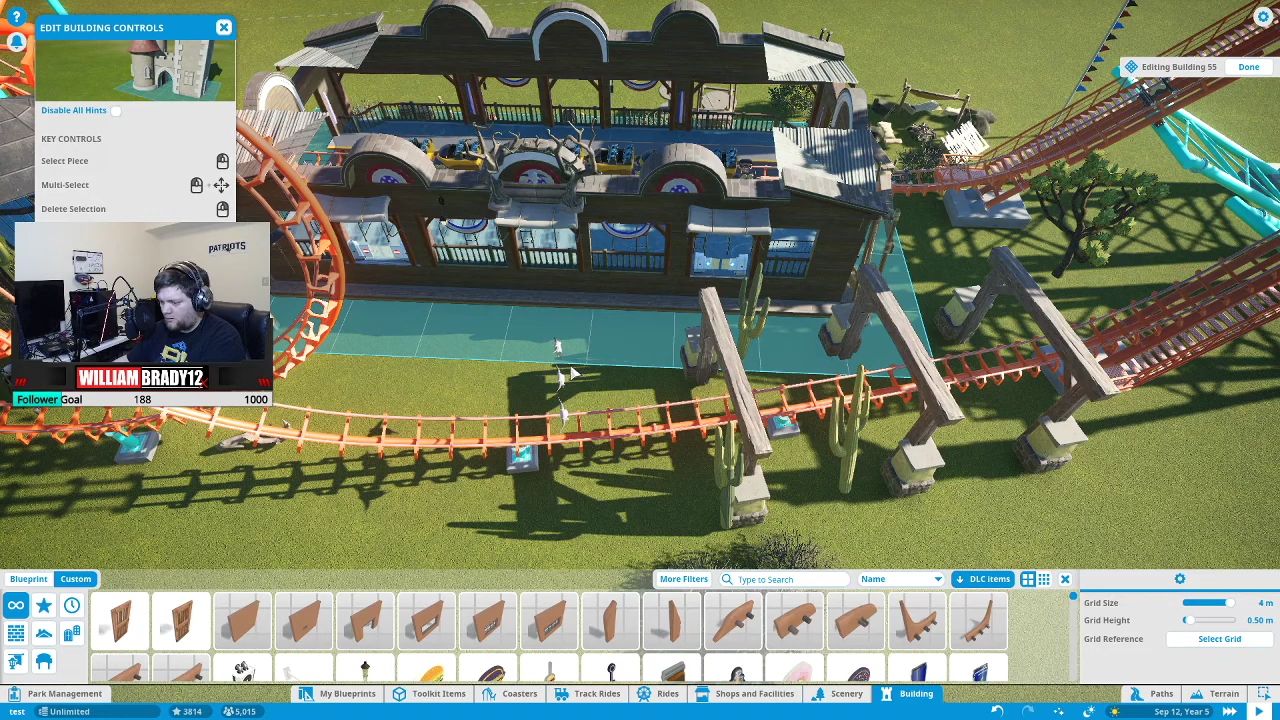 EDIT BUILDING CONTROLS
Disable All Hints
KEY CONTROLS
Select Piece
Multi-Select
Delete Selection
Editing Building 55
Done
PATRIOTS
WILLIAM BRADY12
Follower Goal 188 1000
Blueprint Custom
More Filters Type to Search Name DLC items
Grid Size 4 m
Grid Height 0.50 m
Grid Reference Select Grid
Park Management My Blueprints Toolkit Items Coasters Track Rides Rides Shops and Facilities Scenery Building Paths Terrain
test Unlimited 3814 5,015 Sep 12, Year 5